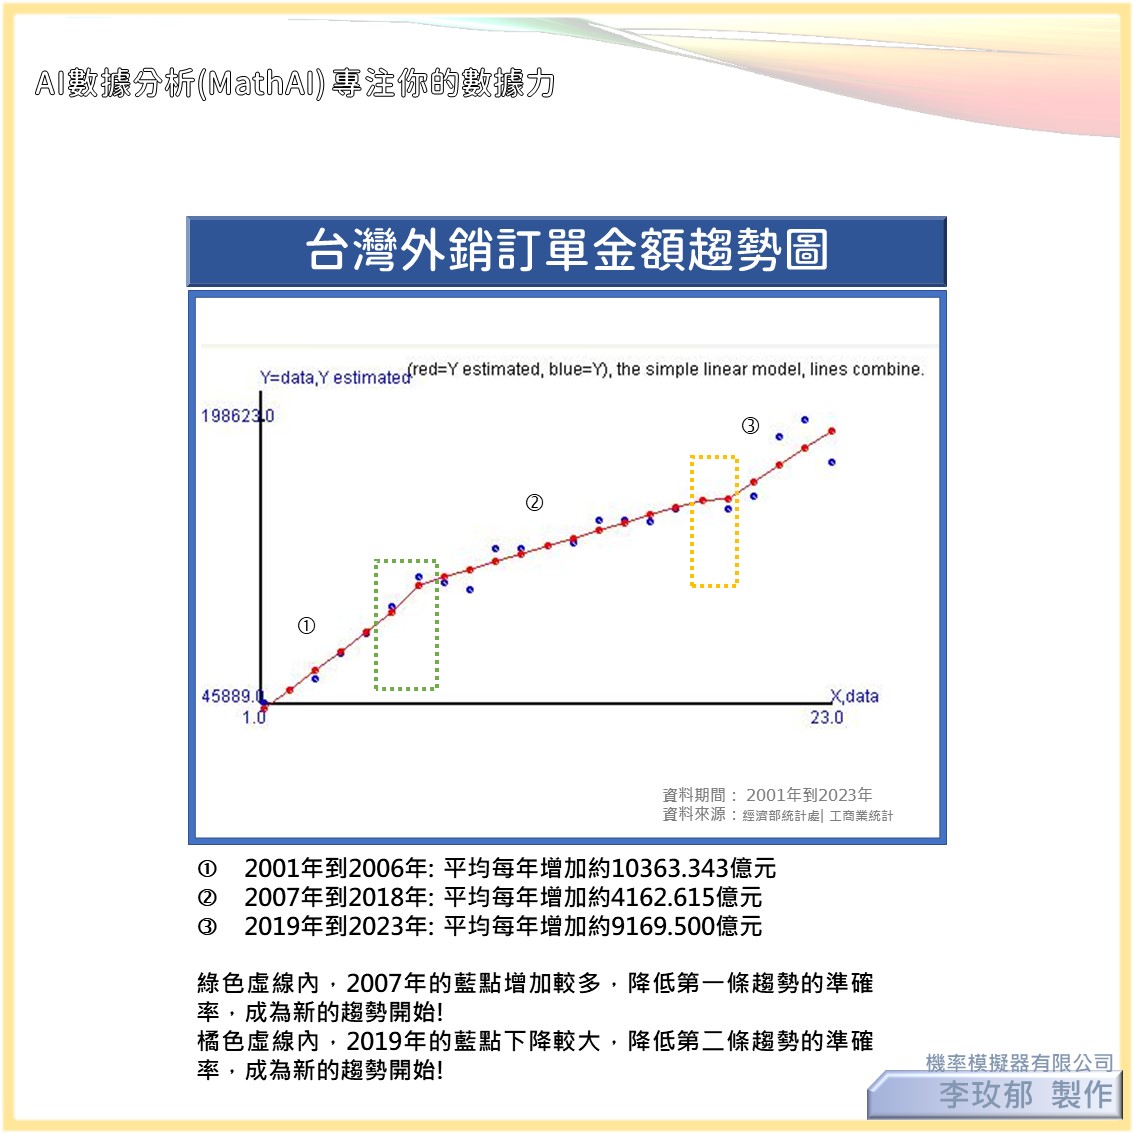 AI數據分析(MathAI) 專注你的數據力
台灣外銷訂單金額趨勢圖
Y=data,Y estimated
(red=Y estimated, blue=Y), the simple linear model, lines combine.
198623.0
③
②
①
45889.0
X,data
1.0
23.0
資料期間： 2001年到2023年
資料來源：經濟部統計處| 工商業統計
① 2001年到2006年: 平均每年增加約10363.343億元
② 2007年到2018年: 平均每年增加約4162.615億元
③ 2019年到2023年: 平均每年增加約9169.500億元
綠色虛線內，2007年的藍點增加較多，降低第一條趨勢的準確
率，成為新的趨勢開始!
橘色虛線內，2019年的藍點下降較大，降低第二條趨勢的準確
率，成為新的趨勢開始!
機率模擬器有限公司
李玫郁 製作